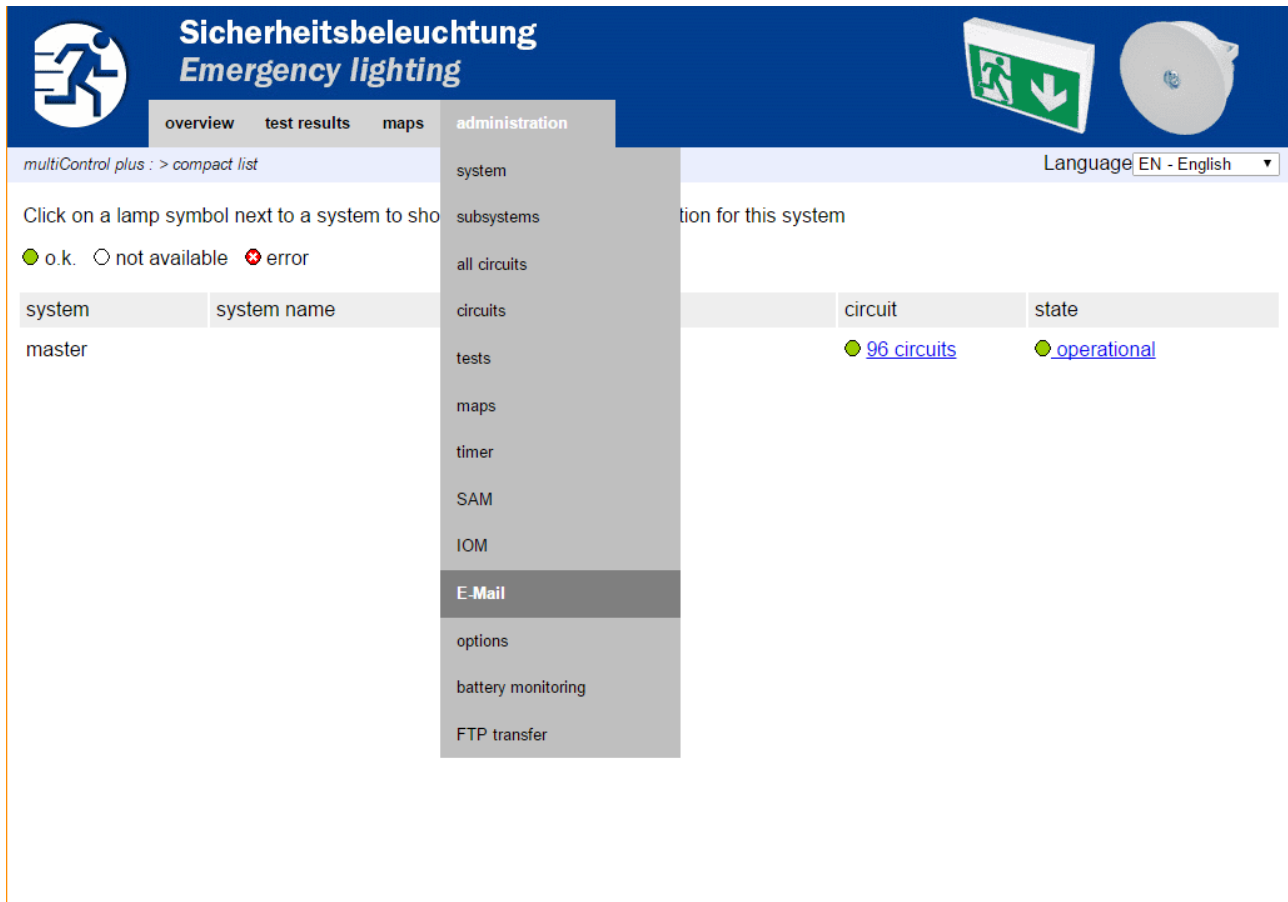 Sicherheitsbeleuchtung
Emergency lighting
overview test results maps administration
multiControl plus : > compact list
Language EN - English
Click on a lamp symbol next to a system to sho tion for this system
o.k. not available error
system system name circuit state
master 96 circuits operational
system
subsystems
all circuits
circuits
tests
maps
timer
SAM
IOM
E-Mail
options
battery monitoring
FTP transfer